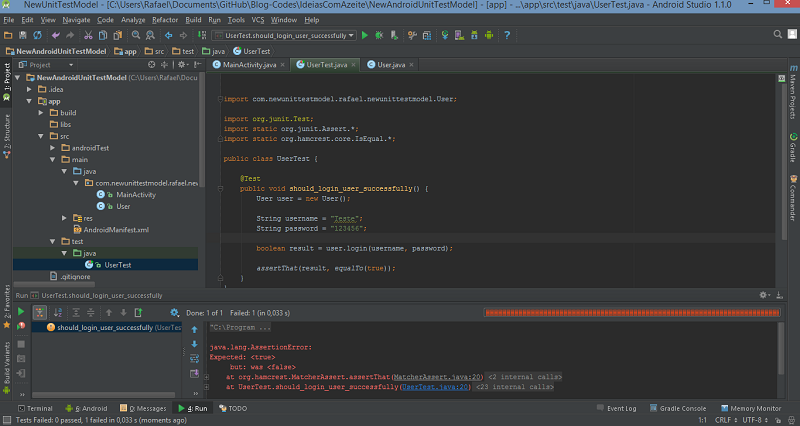 NewUnitTestModel - [C:\Users\Rafael\Documents\GitHub\Blog-Codes\IdeiasComAzeite\NewAndroidUnitTestModel] - [app] - ...\app\src\test\java\UserTest.java - Android Studio 1.1.0
File Edit View Navigate Code Analyze Refactor Build Run Tools VCS Window Help
UserTest.should_login_user_successfully
NewAndroidUnitTestModel app src test java UserTest
Project
MainActivity.java UserTest.java User.java
NewAndroidUnitTestModel (C:\Users\Rafael\Docum
.idea
app
build
libs
src
androidTest
main
java
com.newunittestmodel.rafael.ne
MainActivity
User
res
AndroidManifest.xml
test
java
UserTest
.gitignore
1: Project
2: Structure
2: Favorites
Build Variants
import com.newunittestmodel.rafael.newunittestmodel.User;
import org.junit.Test;
import static org.junit.Assert.*;
import static org.hamcrest.core.IsEqual.*;
public class UserTest {
@Test
public void should_login_user_successfully() {
User user = new User();
String username = "Teste";
String password = "123456";
boolean result = user.login(username, password);
assertThat(result, equalTo(true));
}
Maven Projects
Gradle
Commander
Run UserTest.should_login_user_successfully
Done: 1 of 1 Failed: 1 (in 0,033 s)
should_login_user_successfully (UserTes
"C:\Program ...
java.lang.AssertionError:
Expected: <true>
but: was <false>
at org.hamcrest.MatcherAssert.assertThat(MatcherAssert.java:20) <2 internal calls>
at UserTest.should_login_user_successfully(UserTest.java:20) <23 internal calls>
Terminal 6: Android 0: Messages 4: Run TODO Event Log Gradle Console Memory Monitor
Tests Failed: 0 passed, 1 failed in 0,033 s (moments ago) 1:1 CRLF UTF-8